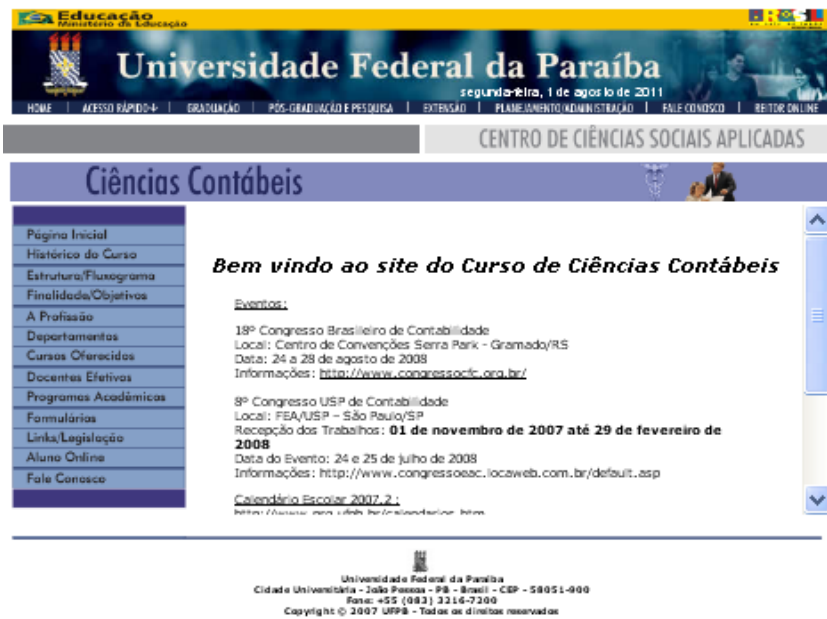 Educação
Ministério da Educação
BRASIL
Universidade Federal da Paraíba
segunda-feira, 1 de agosto de 2011
HOME | ACESSO RÁPIDO | GRADUAÇÃO | PÓS-GRADUAÇÃO E PESQUISA | EXTENSÃO | PLANEJAMENTO/ADMINISTRAÇÃO | FALE CONOSCO | REITOR ONLINE
CENTRO DE CIÊNCIAS SOCIAIS APLICADAS
Ciências Contábeis
Página Inicial
Histórico do Curso
Estrutura/Fluxograma
Finalidade/Objetivos
A Profissão
Departamentos
Cursos Oferecidos
Docentes Efetivos
Programas Acadêmicos
Formulários
Links/Legislação
Aluno Online
Fale Conosco
Bem vindo ao site do Curso de Ciências Contábeis
Eventos:
18º Congresso Brasileiro de Contabilidade
Local: Centro de Convenções Serra Park - Gramado/RS
Data: 24 a 28 de agosto de 2008
Informações: http://www.congressocfc.org.br/
8º Congresso USP de Contabilidade
Local: FEA/USP – São Paulo/SP
Recepção dos Trabalhos: 01 de novembro de 2007 até 29 de fevereiro de
2008
Data do Evento: 24 e 25 de julho de 2008
Informações: http://www.congressoeac.locaweb.com.br/default.asp
Calendário Escolar 2007.2 :
http://www.prg.ufpb.br/calendarios.htm
Universidade Federal da Paraíba
Cidade Universitária - João Pessoa - PB - Brasil - CEP - 58051-900
Fone: +55 (083) 3216-7200
Copyright © 2007 UFPB - Todos os direitos reservados